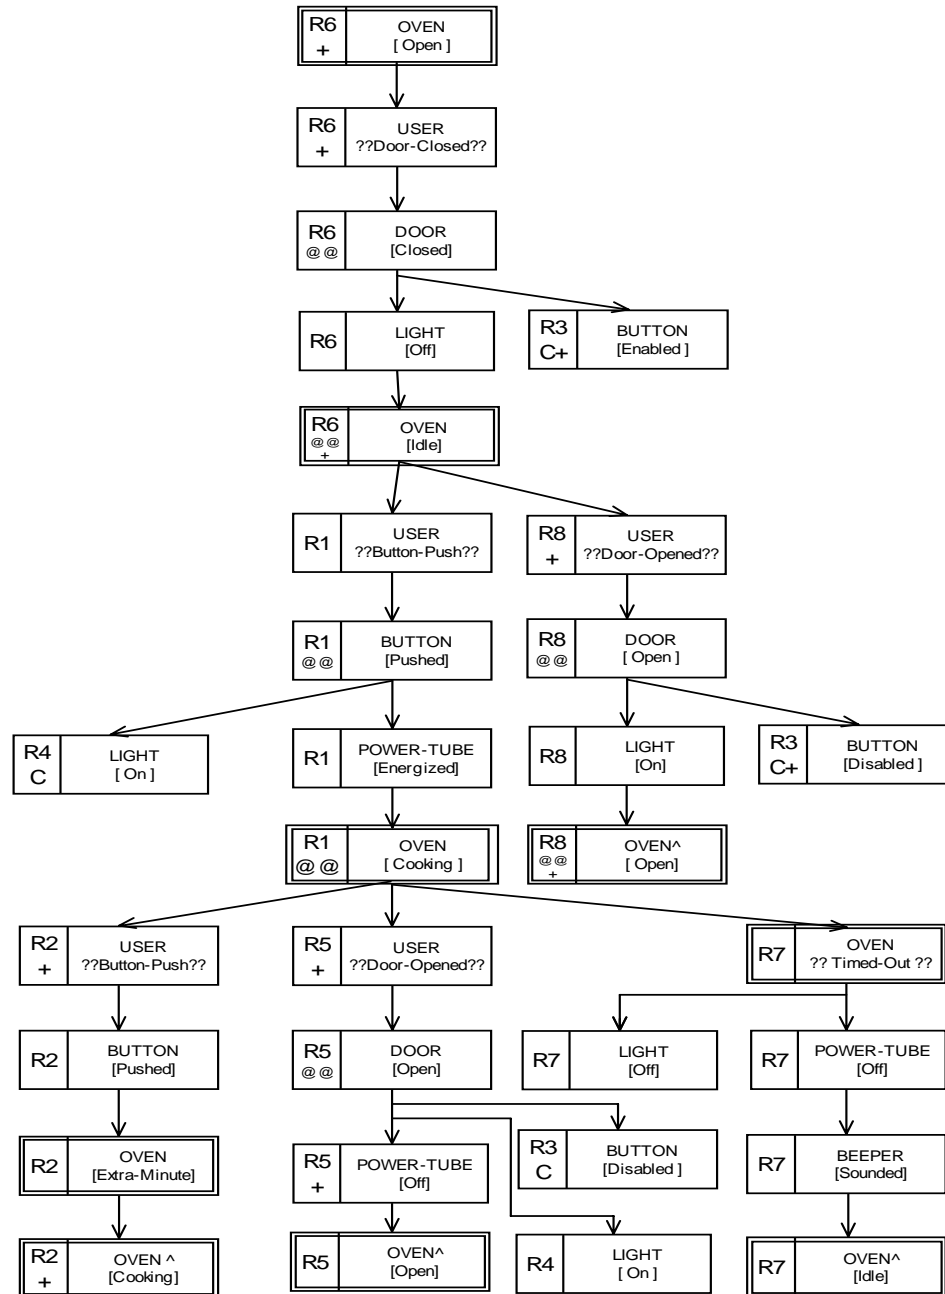 R6
+
OVEN
[ Open ]
R6
+
USER
??Door-Closed??
R6
@@
DOOR
[Closed]
R6
LIGHT
[Off]
R3
C+
BUTTON
[Enabled ]
R6
@@
+
OVEN
[Idle]
R1
USER
??Button-Push??
R8
+
USER
??Door-Opened??
R1
@@
BUTTON
[Pushed]
R8
@@
DOOR
[ Open ]
R4
C
LIGHT
[ On ]
R1
POWER-TUBE
[Energized]
R8
LIGHT
[On]
R3
C+
BUTTON
[Disabled ]
R1
@@
OVEN
[ Cooking ]
R8
@@
+
OVEN^
[ Open]
R2
+
USER
??Button-Push??
R5
+
USER
??Door-Opened??
R7
OVEN
?? Timed-Out ??
R2
BUTTON
[Pushed]
R5
@@
DOOR
[Open]
R7
LIGHT
[Off]
R7
POWER-TUBE
[Off]
R2
OVEN
[Extra-Minute]
R5
+
POWER-TUBE
[Off]
R3
C
BUTTON
[Disabled ]
R7
BEEPER
[Sounded]
R2
+
OVEN ^
[Cooking]
R5
OVEN^
[Open]
R4
LIGHT
[ On ]
R7
OVEN^
[Idle]